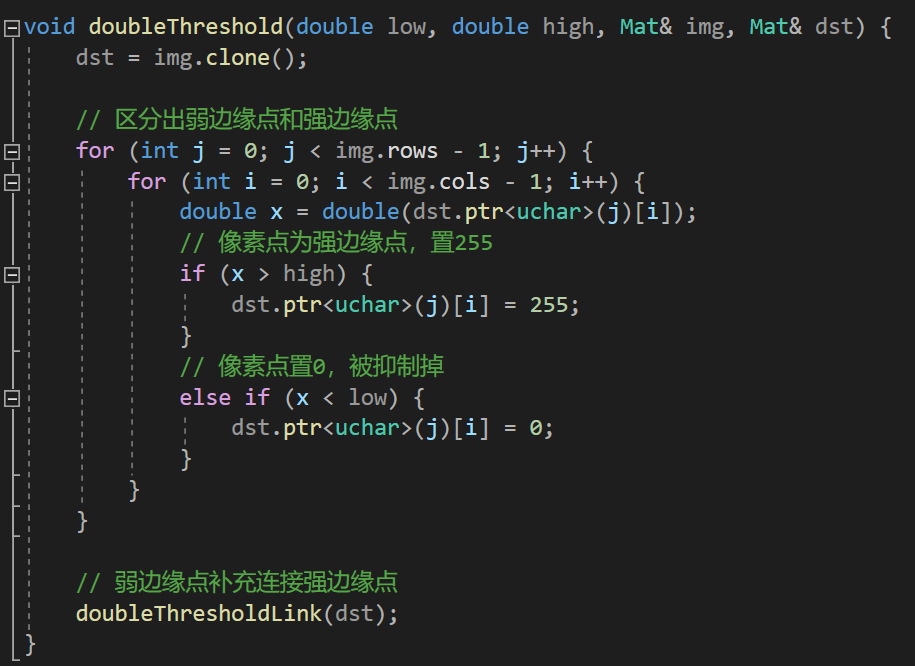 void doubleThreshold(double low, double high, Mat& img, Mat& dst) {
    dst = img.clone();

    // 区分出弱边缘点和强边缘点
    for (int j = 0; j < img.rows - 1; j++) {
        for (int i = 0; i < img.cols - 1; i++) {
            double x = double(dst.ptr<uchar>(j)[i]);
            // 像素点为强边缘点，置255
            if (x > high) {
                dst.ptr<uchar>(j)[i] = 255;
            }
            // 像素点置0，被抑制掉
            else if (x < low) {
                dst.ptr<uchar>(j)[i] = 0;
            }
        }
    }

    // 弱边缘点补充连接强边缘点
    doubleThresholdLink(dst);
}